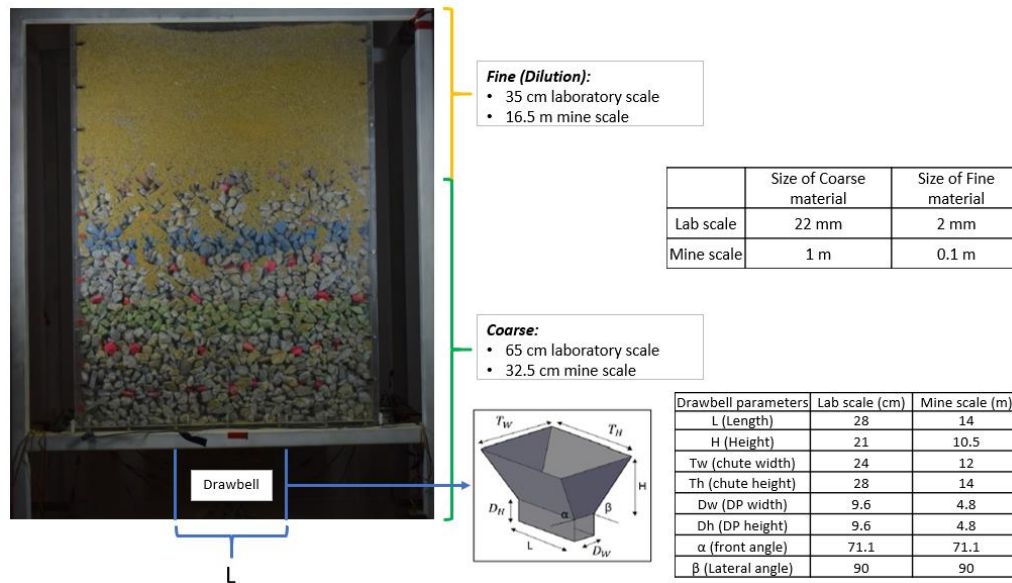 Fine (Dilution):
• 35 cm laboratory scale
• 16.5 m mine scale
Size of Coarse material Size of Fine material
Lab scale 22 mm 2 mm
Mine scale 1 m 0.1 m
Coarse:
• 65 cm laboratory scale
• 32.5 cm mine scale
Drawbell
L
T_W T_H
H
D_H α β
L D_W
Drawbell parameters Lab scale (cm) Mine scale (m)
L (Length) 28 14
H (Height) 21 10.5
Tw (chute width) 24 12
Th (chute height) 28 14
Dw (DP width) 9.6 4.8
Dh (DP height) 9.6 4.8
α (front angle) 71.1 71.1
β (Lateral angle) 90 90